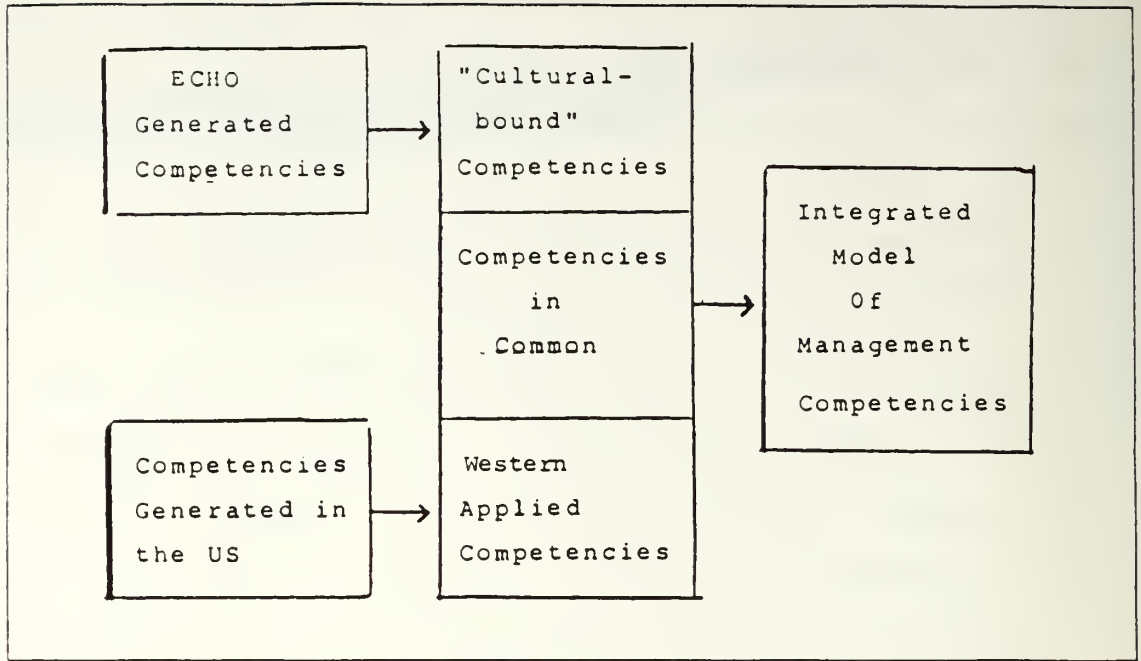 ECHO
Generated
Competencies
"Cultural-
bound"
Competencies
Competencies
in
Common
Integrated
Model
Of
Management
Competencies
Competencies
Generated in
the US
Western
Applied
Competencies